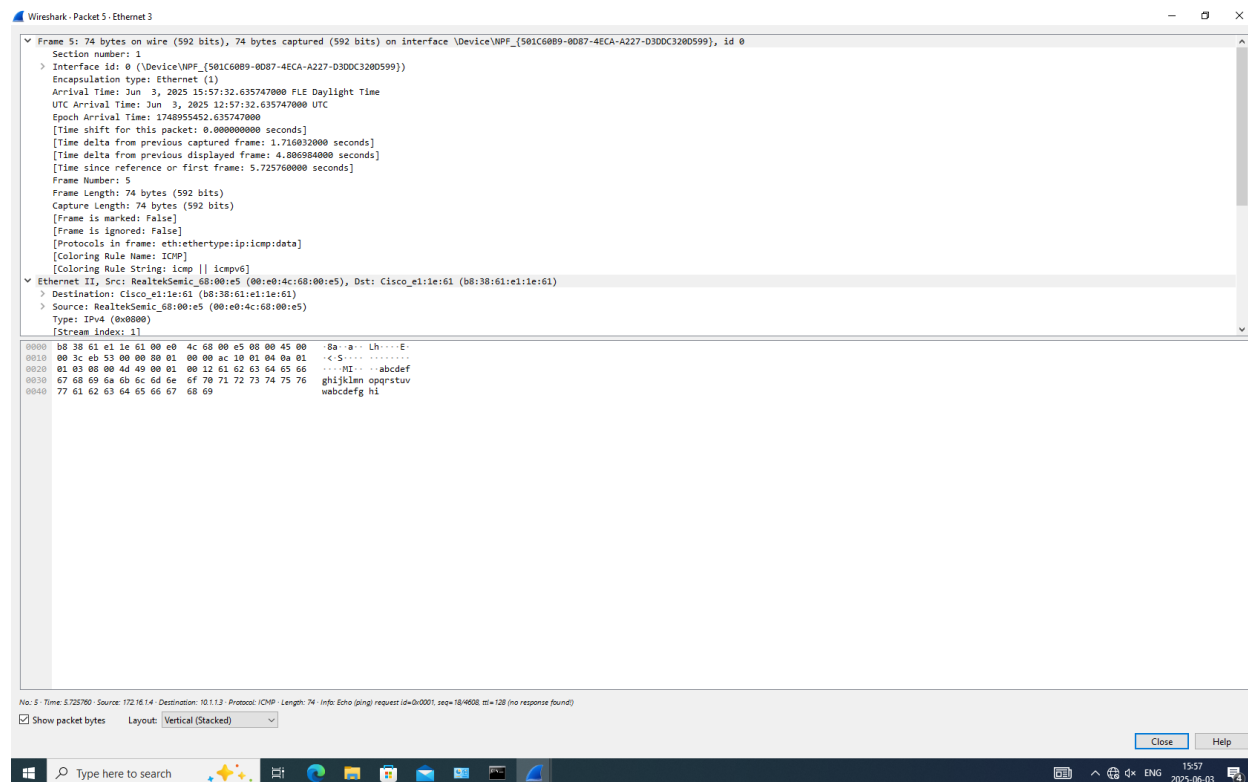 Wireshark · Packet 5 · Ethernet 3
Frame 5: 74 bytes on wire (592 bits), 74 bytes captured (592 bits) on interface \Device\NPF_{501C60B9-0D87-4ECA-A227-D3DDC320D599}, id 0
Section number: 1
Interface id: 0 (\Device\NPF_{501C60B9-0D87-4ECA-A227-D3DDC320D599})
Encapsulation type: Ethernet (1)
Arrival Time: Jun 3, 2025 15:57:32.635747000 FLE Daylight Time
UTC Arrival Time: Jun 3, 2025 12:57:32.635747000 UTC
Epoch Arrival Time: 1748955452.635747000
[Time shift for this packet: 0.000000000 seconds]
[Time delta from previous captured frame: 1.716032000 seconds]
[Time delta from previous displayed frame: 4.806984000 seconds]
[Time since reference or first frame: 5.725760000 seconds]
Frame Number: 5
Frame Length: 74 bytes (592 bits)
Capture Length: 74 bytes (592 bits)
[Frame is marked: False]
[Frame is ignored: False]
[Protocols in frame: eth:ethertype:ip:icmp:data]
[Coloring Rule Name: ICMP]
[Coloring Rule String: icmp || icmpv6]
Ethernet II, Src: RealtekSemic_68:00:e5 (00:e0:4c:68:00:e5), Dst: Cisco_e1:1e:61 (b8:38:61:e1:1e:61)
Destination: Cisco_e1:1e:61 (b8:38:61:e1:1e:61)
Source: RealtekSemic_68:00:e5 (00:e0:4c:68:00:e5)
Type: IPv4 (0x0800)
[Stream index: 1]
0000 b8 38 61 e1 1e 61 00 e0 4c 68 00 e5 08 00 45 00 ·8a··a·· Lh····E·
0010 00 3c eb 53 00 00 80 01 00 00 ac 10 01 04 0a 01 ·<·S···· ········
0020 01 03 08 00 4d 49 00 01 00 12 61 62 63 64 65 66 ····MI·· ··abcdef
0030 67 68 69 6a 6b 6c 6d 6e 6f 70 71 72 73 74 75 76 ghijklmn opqrstuv
0040 77 61 62 63 64 65 66 67 68 69 wabcdefg hi
No.: 5 · Time: 5.725760 · Source: 172.16.1.4 · Destination: 10.1.1.3 · Protocol: ICMP · Length: 74 · Info: Echo (ping) request id=0x0001, seq=18/4608, ttl=128 (no response found!)
Show packet bytes Layout: Vertical (Stacked)
Close Help
Type here to search ENG 15:57
2025-06-03 4